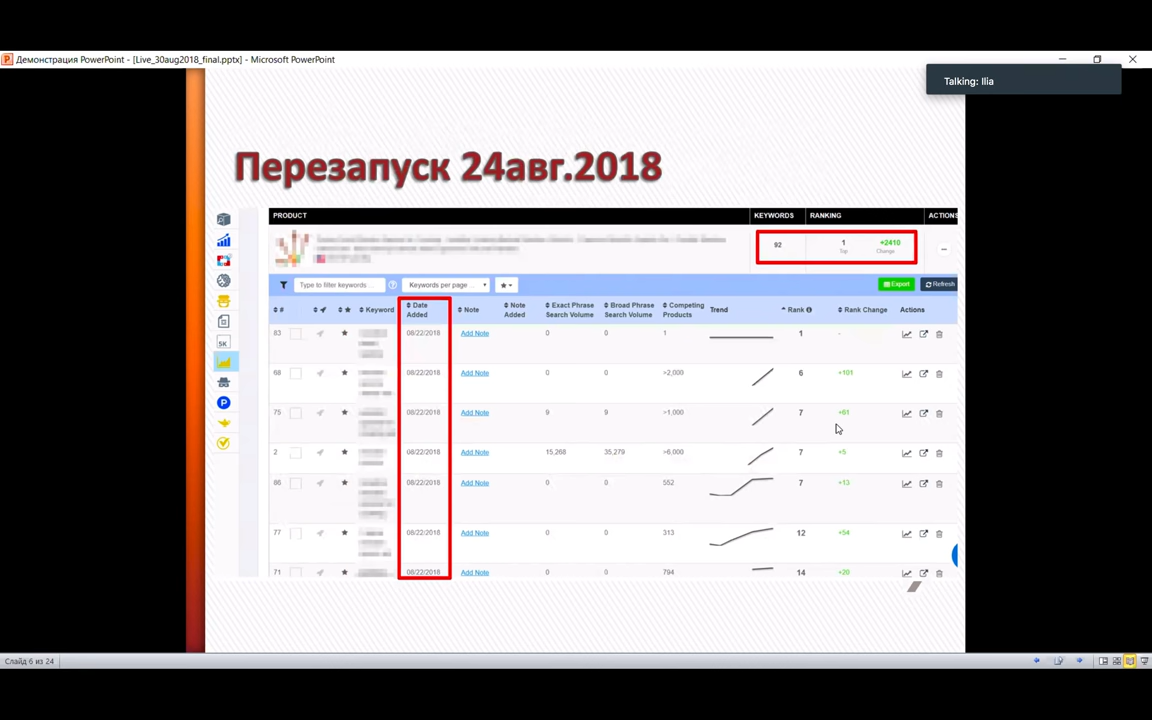 Демонстрация PowerPoint - [Live_30aug2018_final.pptx] - Microsoft PowerPoint
Talking: Ilia
Перезапуск 24авг.2018
PRODUCT KEYWORDS RANKING ACTIONS
92 1 +2410
Top Change
Type to filter keywords ... Keywords per page ... Export Refresh
# Keyword Date Added Note Note Added Exact Phrase Search Volume Broad Phrase Search Volume Competing Products Trend Rank Rank Change Actions
83 08/22/2018 Add Note 0 0 1 1 -
68 08/22/2018 Add Note 0 0 >2,000 6 +101
75 08/22/2018 Add Note 9 9 >1,000 7 +61
2 08/22/2018 Add Note 15,268 35,279 >6,000 7 +5
86 08/22/2018 Add Note 0 0 552 7 +13
77 08/22/2018 Add Note 0 0 313 12 +54
71 08/22/2018 Add Note 0 0 794 14 +20
5K
P
Слайд 6 из 24